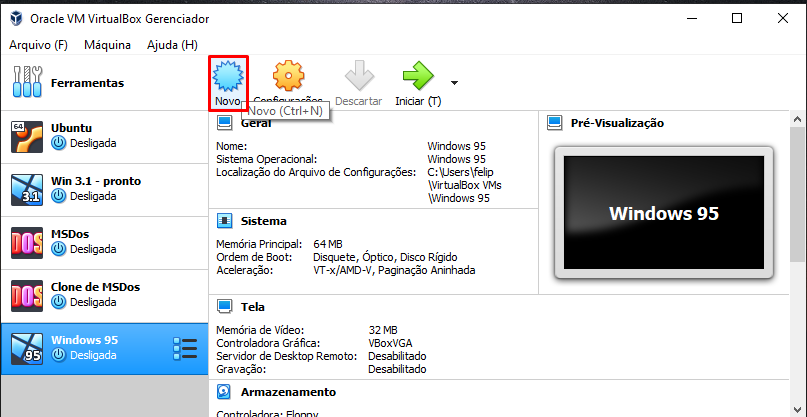 Oracle VM VirtualBox Gerenciador
Arquivo (F) Máquina Ajuda (H)
Ferramentas
Novo Configurações Descartar Iniciar (T)
Novo (Ctrl+N)
64
Ubuntu
Desligada
3.1
Win 3.1 - pronto
Desligada
DOS
MSDos
Desligada
DOS
Clone de MSDos
Desligada
95
Windows 95
Desligada
Geral
Nome: Windows 95
Sistema Operacional: Windows 95
Localização do Arquivo de Configurações: C:\Users\felip
\VirtualBox VMs
\Windows 95
Pré-Visualização
Windows 95
Sistema
Memória Principal: 64 MB
Ordem de Boot: Disquete, Óptico, Disco Rígido
Aceleração: VT-x/AMD-V, Paginação Aninhada
Tela
Memória de Vídeo: 32 MB
Controladora Gráfica: VBoxVGA
Servidor de Desktop Remoto: Desabilitado
Gravação: Desabilitado
Armazenamento
Controladora: Floppy